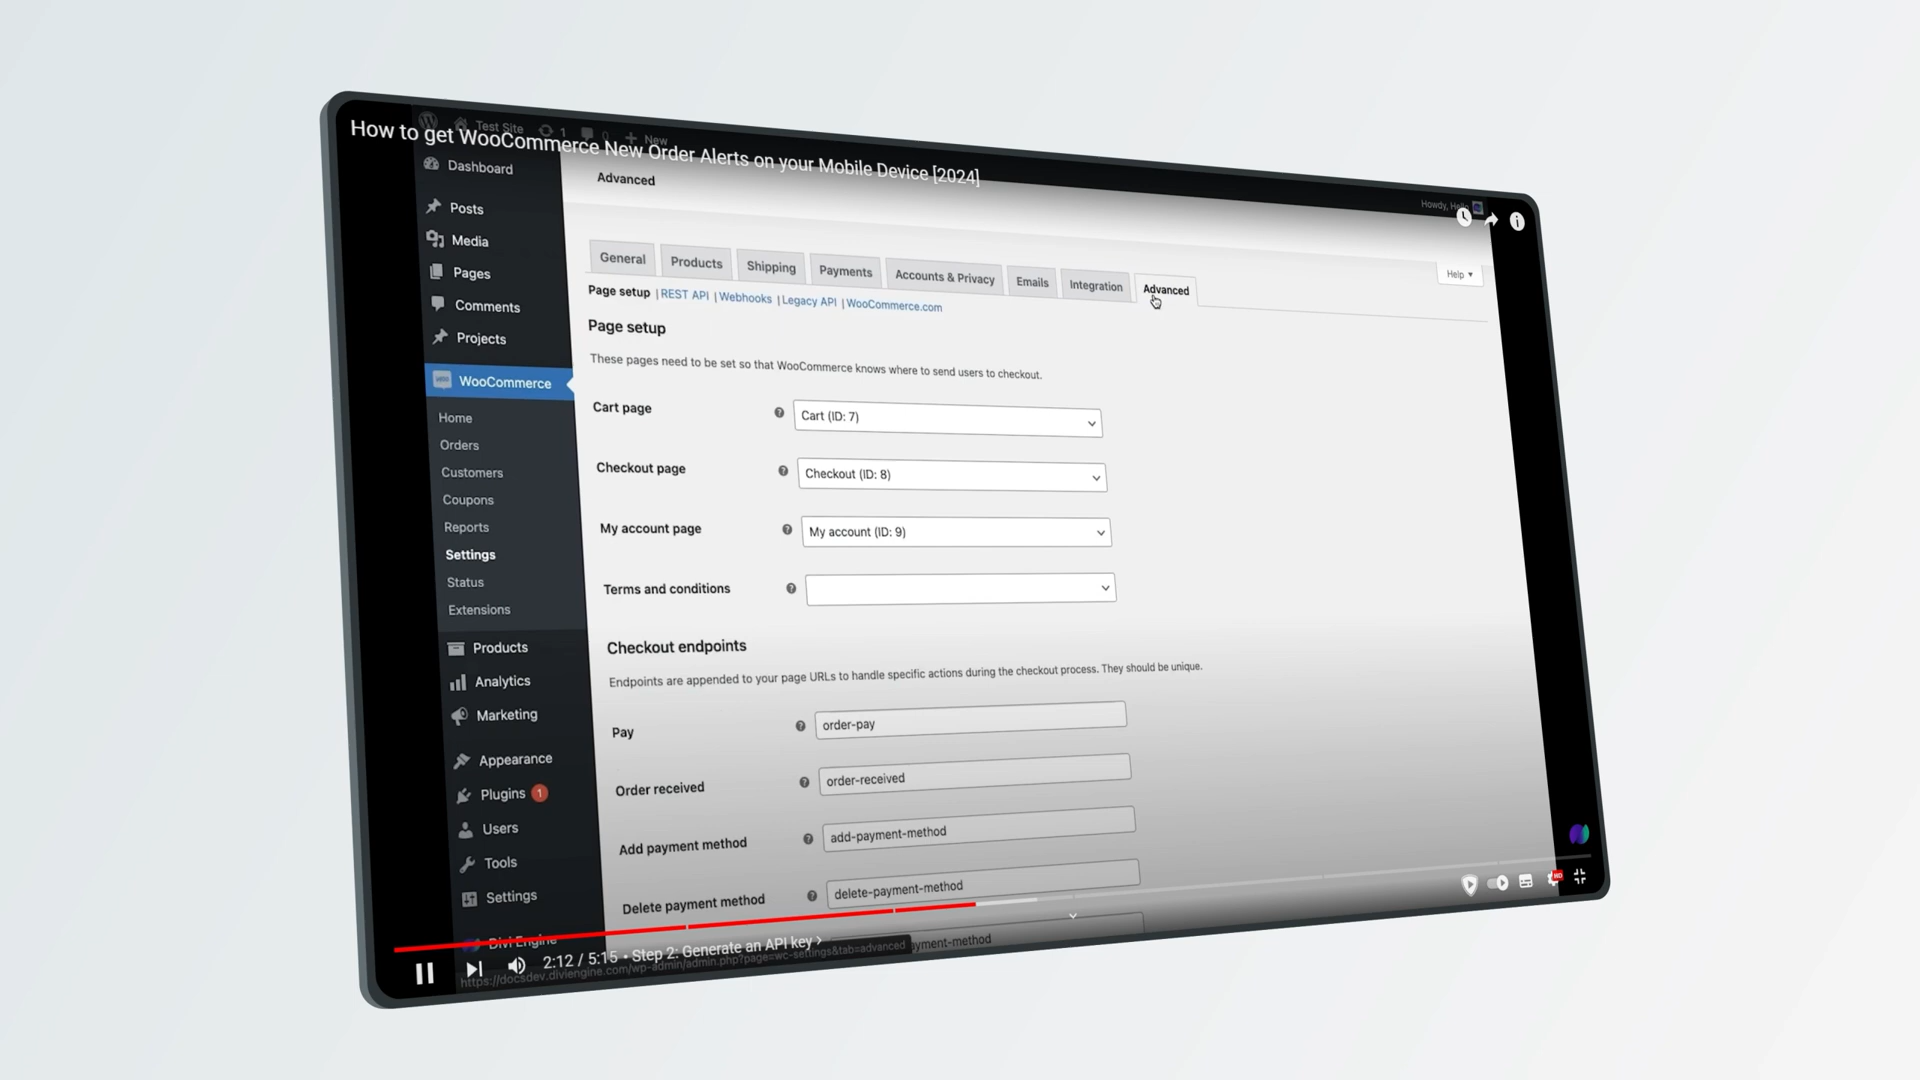 How to get WooCommerce New Order Alerts on your Mobile Device [2024]
Test Site 1 0 New
Howdy, Hello
Dashboard
Posts
Media
Pages
Comments
Projects
WooCommerce
Home
Orders
Customers
Coupons
Reports
Settings
Status
Extensions
Products
Analytics
Marketing
Appearance
Plugins 1
Users
Tools
Settings
Divi Engine
Advanced
Help
General Products Shipping Payments Accounts & Privacy Emails Integration Advanced
Page setup | REST API | Webhooks | Legacy API | WooCommerce.com
Page setup
These pages need to be set so that WooCommerce knows where to send users to checkout.
Cart page Cart (ID: 7)
Checkout page Checkout (ID: 8)
My account page My account (ID: 9)
Terms and conditions
Checkout endpoints
Endpoints are appended to your page URLs to handle specific actions during the checkout process. They should be unique.
Pay order-pay
Order received order-received
Add payment method add-payment-method
Delete payment method delete-payment-method
yment-method
2:12 / 5:15 • Step 2: Generate an API key
https://docsdev.diviengine.com/wp-admin/admin.php?page=wc-settings&tab=advanced
HD